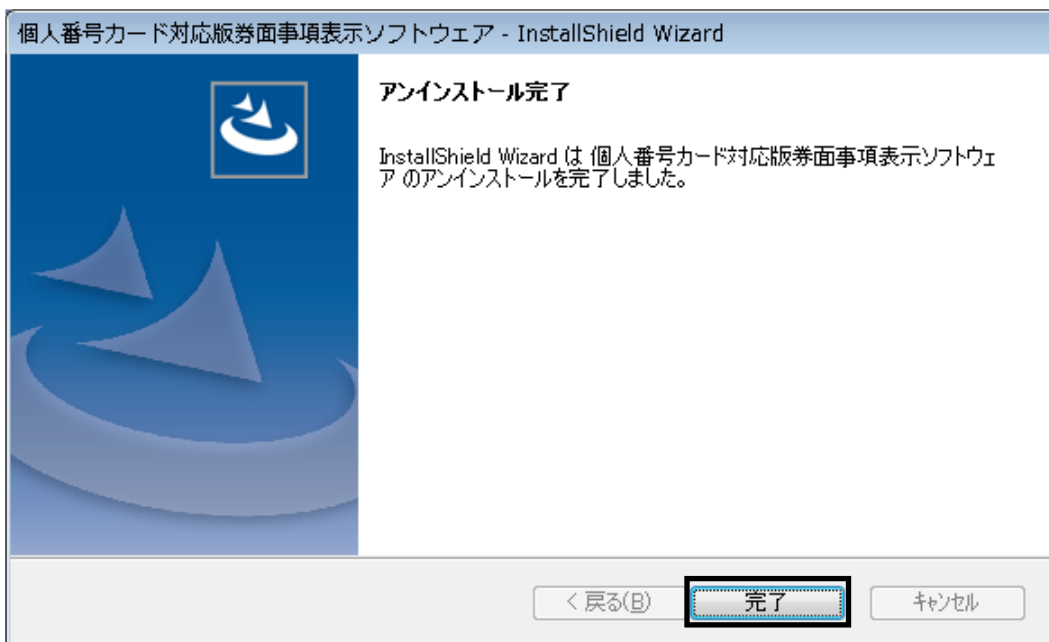 個人番号カード対応版券面事項表示ソフトウェア - InstallShield Wizard
アンインストール完了
InstallShield Wizard は 個人番号カード対応版券面事項表示ソフトウェ
ア のアンインストールを完了しました。
< 戻る(B)
完了
キャンセル